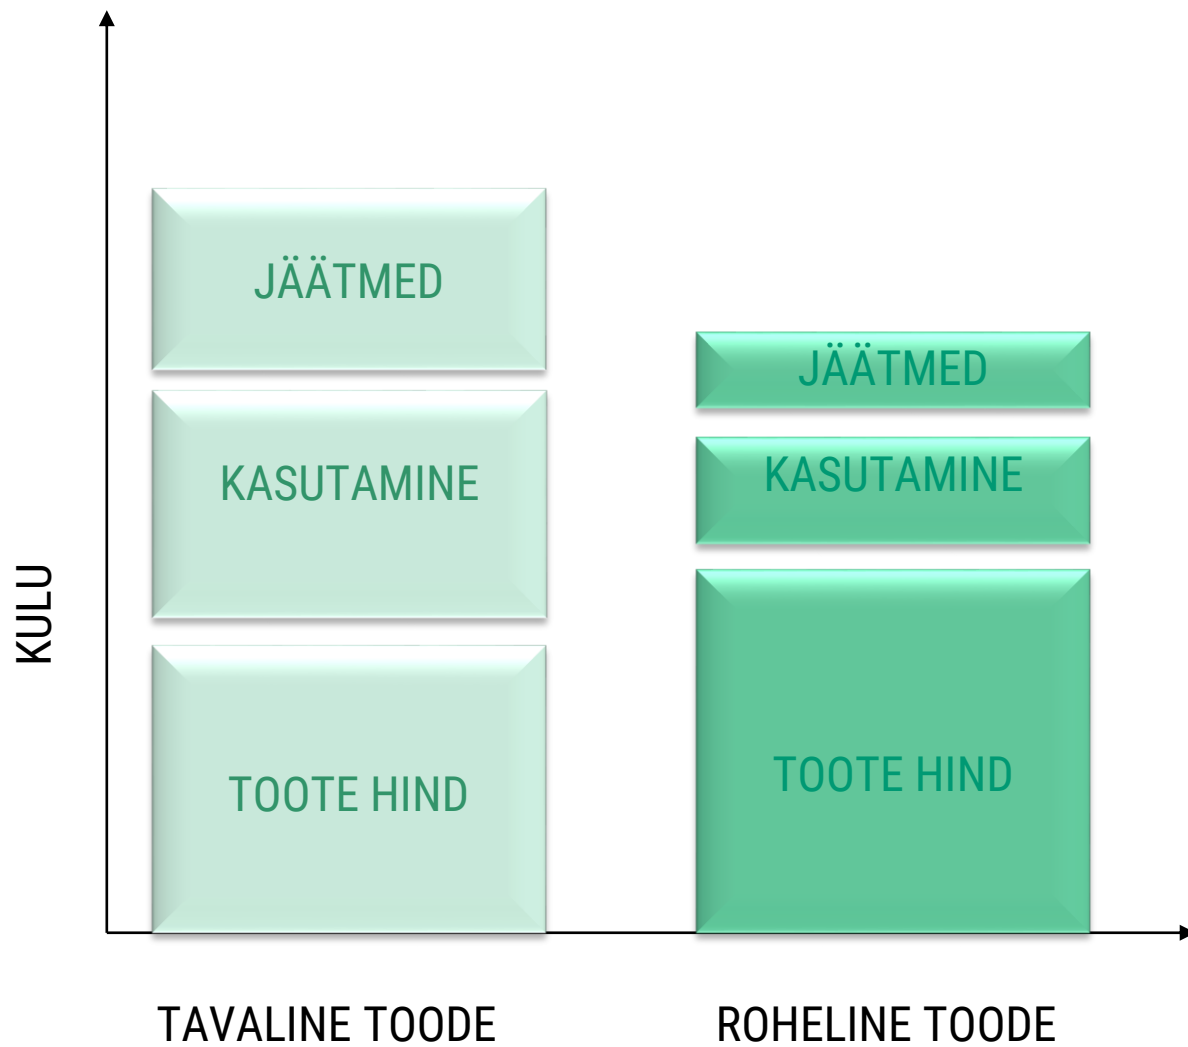 KULU
JÄÄTMED
KASUTAMINE
TOOTE HIND
JÄÄTMED
KASUTAMINE
TOOTE HIND
TAVALINE TOODE
ROHELINE TOODE